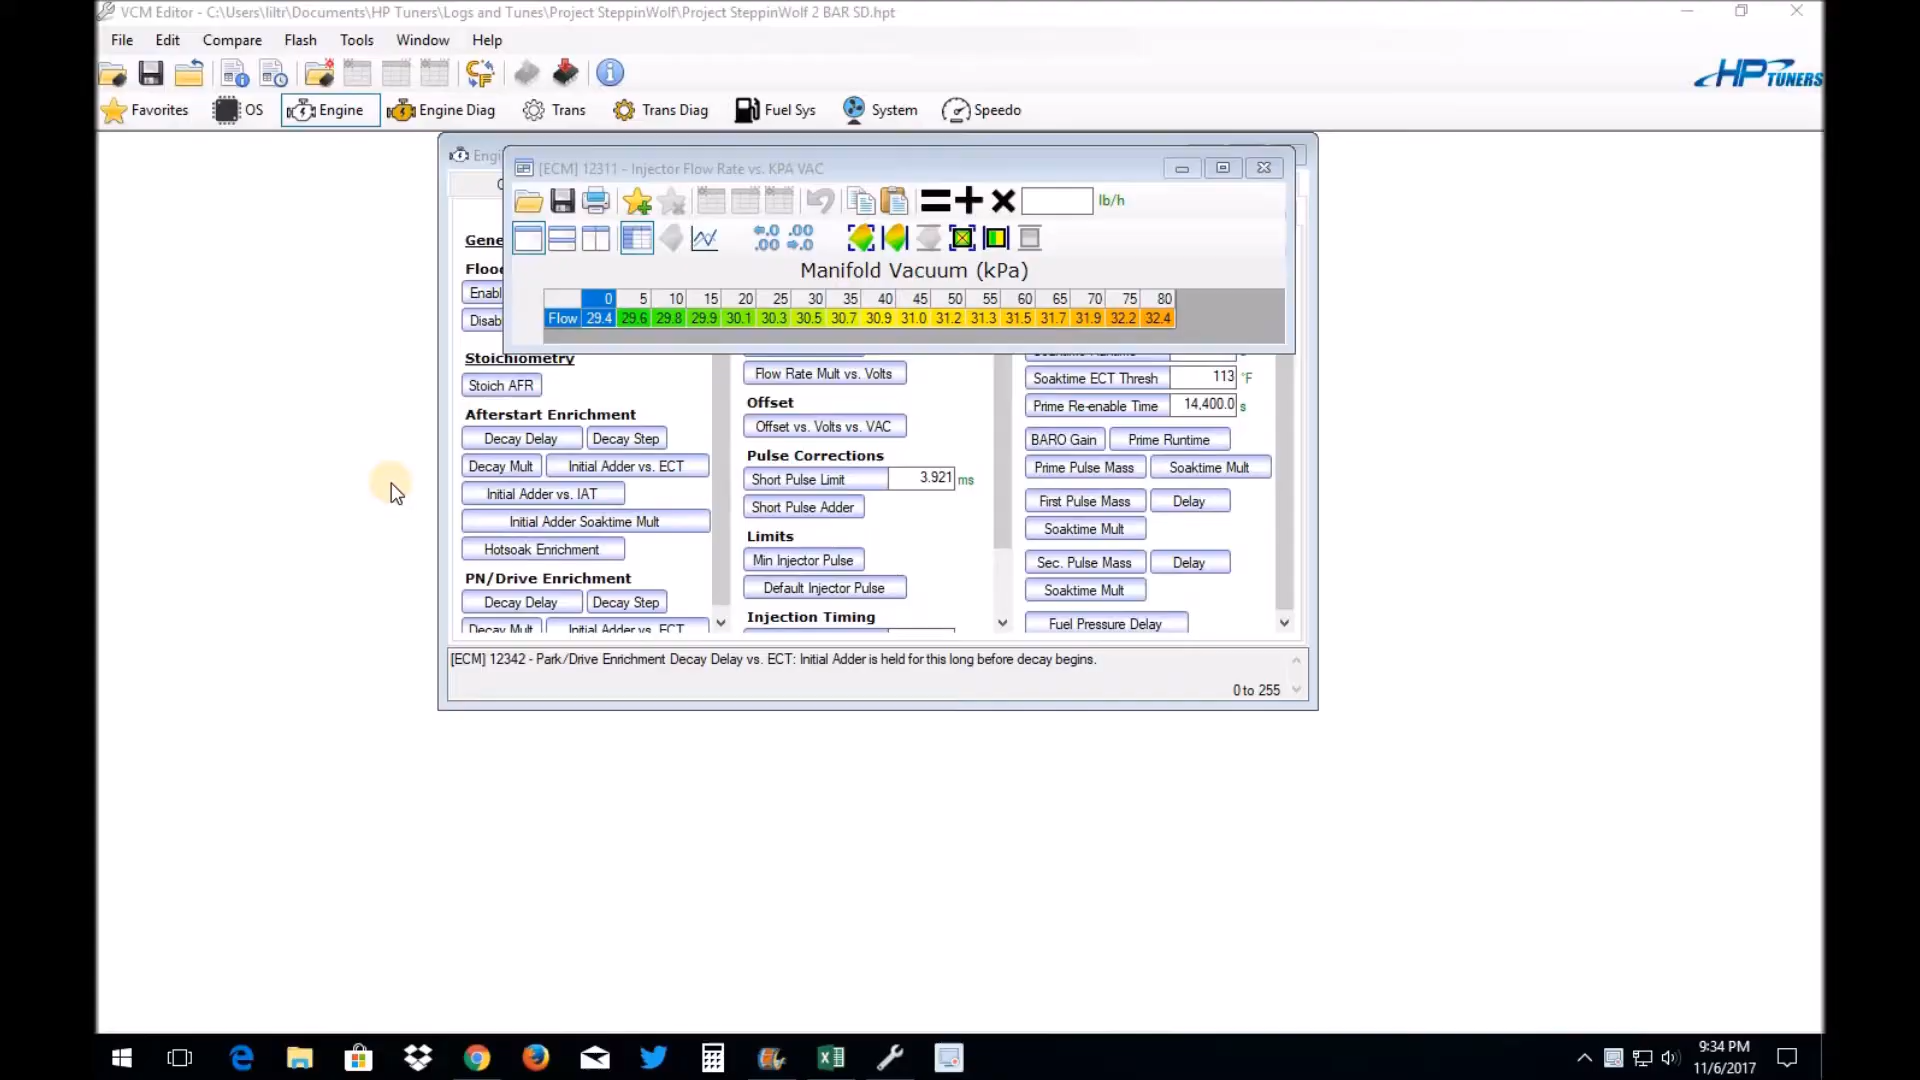 VCM Editor - C:\Users\liltr\Documents\HP Tuners\Logs and Tunes\Project SteppinWolf\Project SteppinWolf 2 BAR SD.hpt
File Edit Compare Flash Tools Window Help
HP TUNERS
Favorites OS Engine Engine Diag Trans Trans Diag Fuel Sys System Speedo
[ECM] 12311 - Injector Flow Rate vs. KPA VAC
lb/h
Manifold Vacuum (kPa)
0 5 10 15 20 25 30 35 40 45 50 55 60 65 70 75 80
Flow 29.4 29.6 29.8 29.9 30.1 30.3 30.5 30.7 30.9 31.0 31.2 31.3 31.5 31.7 31.9 32.2 32.4
Stoichiometry
Stoich AFR
Afterstart Enrichment
Decay Delay Decay Step
Decay Mult Initial Adder vs. ECT
Initial Adder vs. IAT
Initial Adder Soaktime Mult
Hotsoak Enrichment
PN/Drive Enrichment
Decay Delay Decay Step
Decay Mult Initial Adder vs. ECT
Flow Rate Mult vs. Volts
Offset
Offset vs. Volts vs. VAC
Pulse Corrections
Short Pulse Limit 3.921 ms
Short Pulse Adder
Limits
Min Injector Pulse
Default Injector Pulse
Injection Timing
Soaktime ECT Thresh 113 °F
Prime Re-enable Time 14,400.0 s
BARO Gain Prime Runtime
Prime Pulse Mass Soaktime Mult
First Pulse Mass Delay
Soaktime Mult
Sec. Pulse Mass Delay
Soaktime Mult
Fuel Pressure Delay
[ECM] 12342 - Park/Drive Enrichment Decay Delay vs. ECT: Initial Adder is held for this long before decay begins.
0 to 255
9:34 PM
11/6/2017